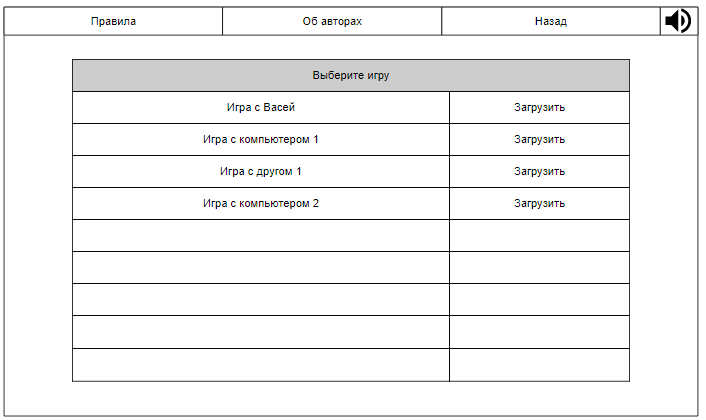 Правила Об авторах Назад
Выберите игру
Игра с Васей Загрузить
Игра с компьютером 1 Загрузить
Игра с другом 1 Загрузить
Игра с компьютером 2 Загрузить